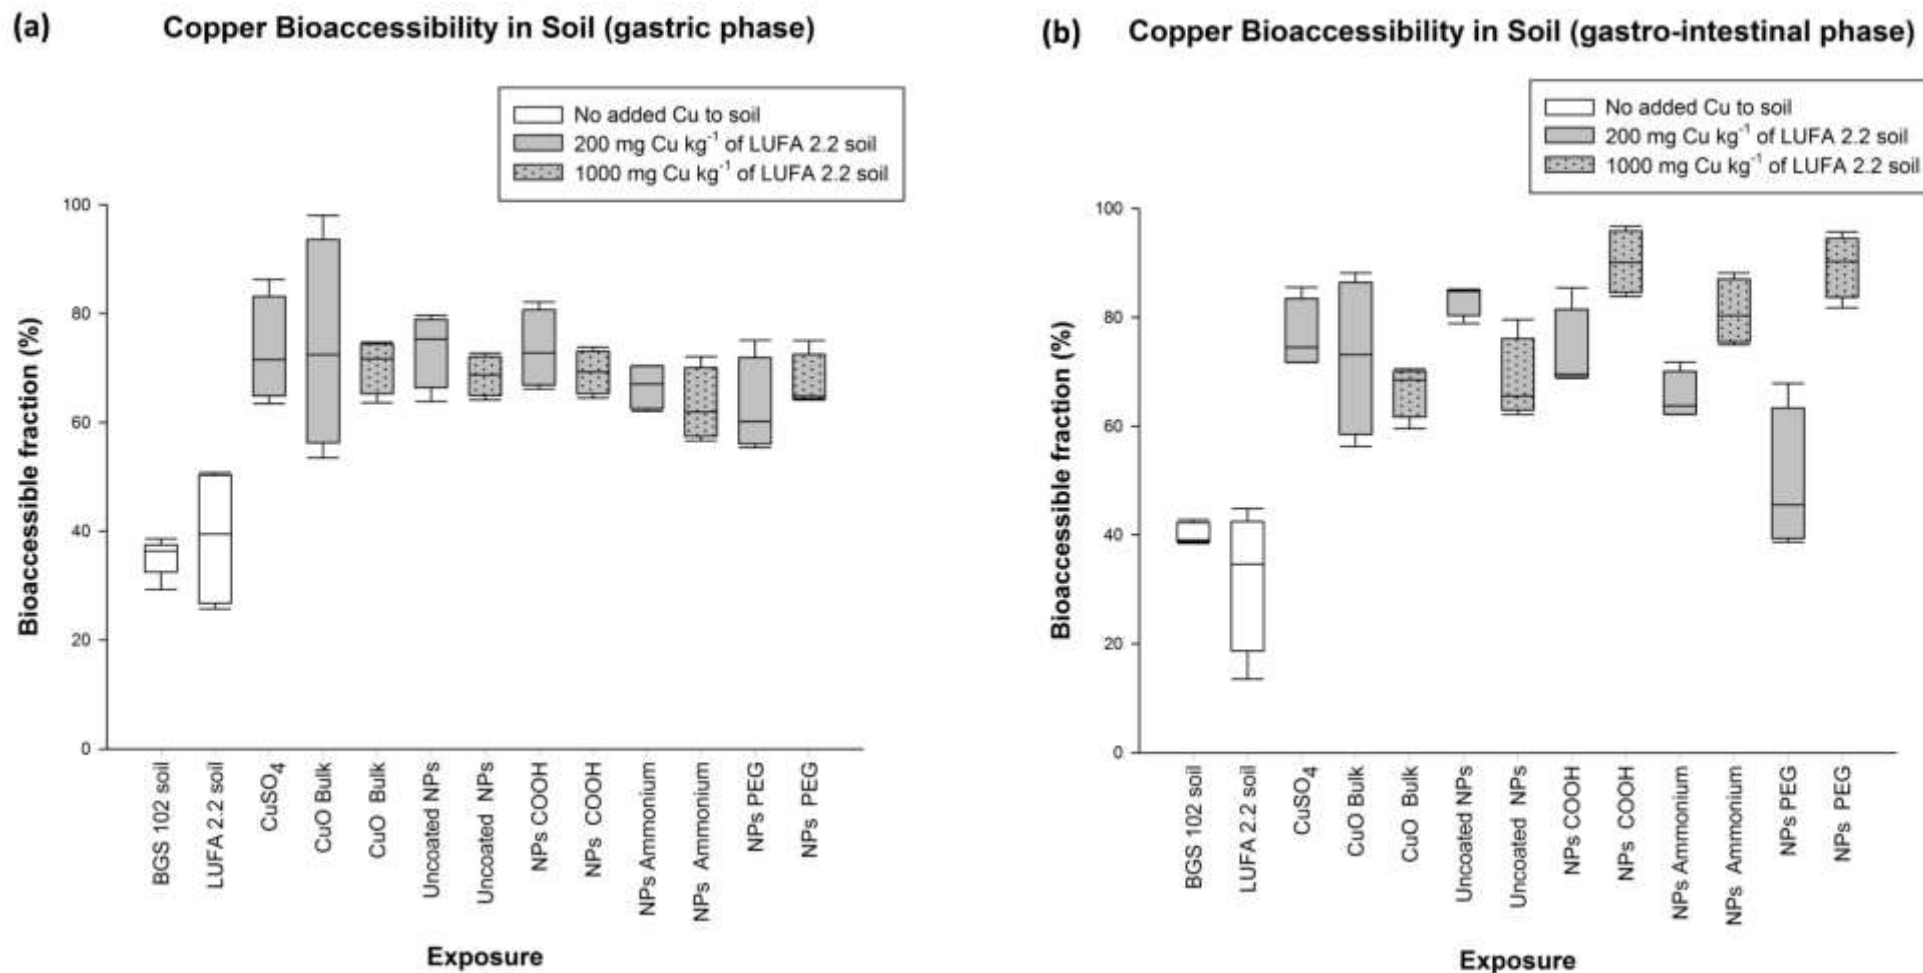 (a) Copper Bioaccessibility in Soil (gastric phase)
No added Cu to soil
200 mg Cu kg⁻¹ of LUFA 2.2 soil
1000 mg Cu kg⁻¹ of LUFA 2.2 soil
Bioaccessible fraction (%)
100
80
60
40
20
0
BGS 102 soil
LUFA 2.2 soil
CuSO₄
CuO Bulk
CuO Bulk
Uncoated NPs
Uncoated NPs
NPs COOH
NPs COOH
NPs Ammonium
NPs Ammonium
NPs PEG
NPs PEG
Exposure
(b) Copper Bioaccessibility in Soil (gastro-intestinal phase)
No added Cu to soil
200 mg Cu kg⁻¹ of LUFA 2.2 soil
1000 mg Cu kg⁻¹ of LUFA 2.2 soil
Bioaccessible fraction (%)
100
80
60
40
20
0
BGS 102 soil
LUFA 2.2 soil
CuSO₄
CuO Bulk
CuO Bulk
Uncoated NPs
Uncoated NPs
NPs COOH
NPs COOH
NPs Ammonium
NPs Ammonium
NPs PEG
NPs PEG
Exposure